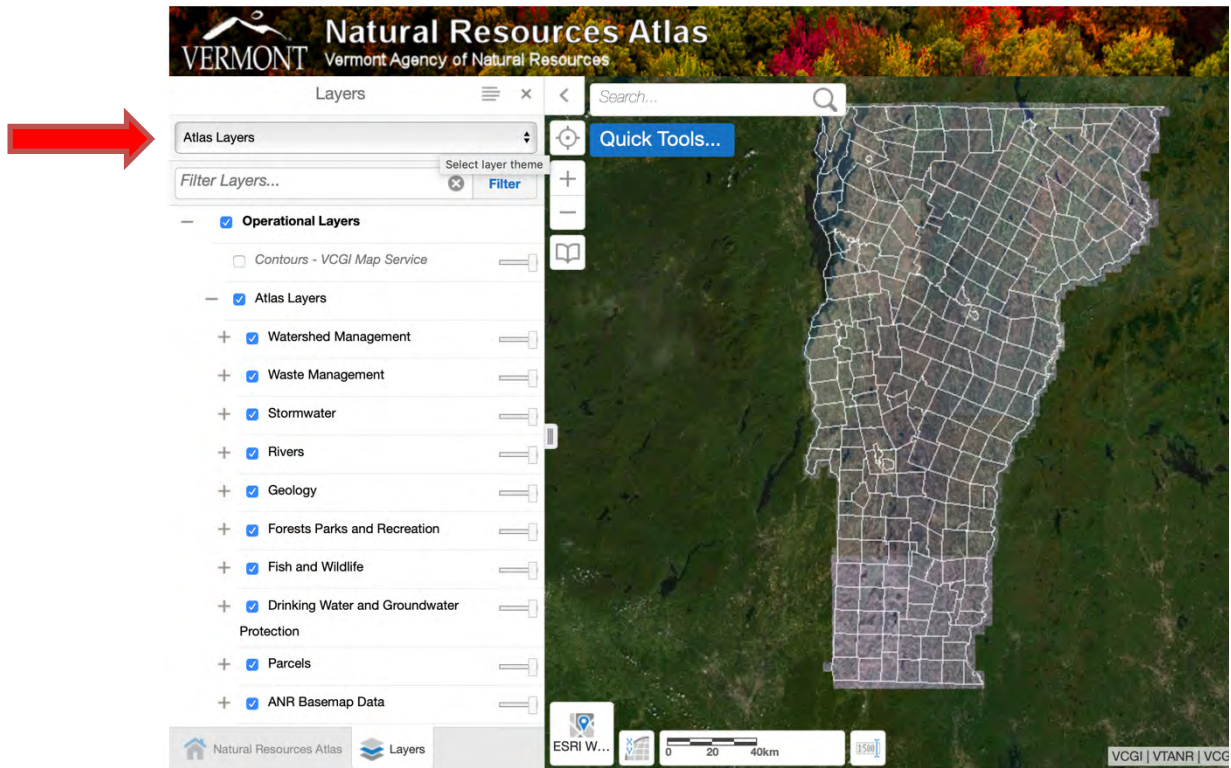 VERMONT
Natural Resources Atlas
Vermont Agency of Natural Resources
Layers
Search...
Atlas Layers
Quick Tools...
Select layer theme
Filter Layers...
Filter
Operational Layers
Contours - VCGI Map Service
Atlas Layers
Watershed Management
Waste Management
Stormwater
Rivers
Geology
Forests Parks and Recreation
Fish and Wildlife
Drinking Water and Groundwater
Protection
Parcels
ANR Basemap Data
Natural Resources Atlas
Layers
ESRI W...
0 20 40km
1:500
VCGI | VTANR | VCG